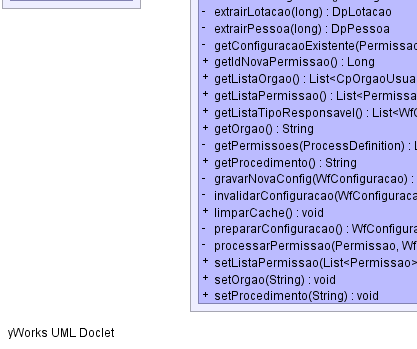 - extrairLotacao(long) : DpLotacao
- extrairPessoa(long) : DpPessoa
- getConfiguracaoExistente(Permissao
+ getIdNovaPermissao() : Long
+ getListaOrgao() : List<CpOrgaoUsua
+ getListaPermissao() : List<Permissa
+ getListaTipoResponsavel() : List<WfC
+ getOrgao() : String
- getPermissoes(ProcessDefinition) : L
+ getProcedimento() : String
- gravarNovaConfig(WfConfiguracao) :
- invalidarConfiguracao(WfConfiguraca
+ limparCache() : void
- prepararConfiguracao() : WfConfigura
- processarPermissao(Permissao, Wf
+ setListaPermissao(List<Permissao>
+ setOrgao(String) : void
+ setProcedimento(String) : void
yWorks UML Doclet